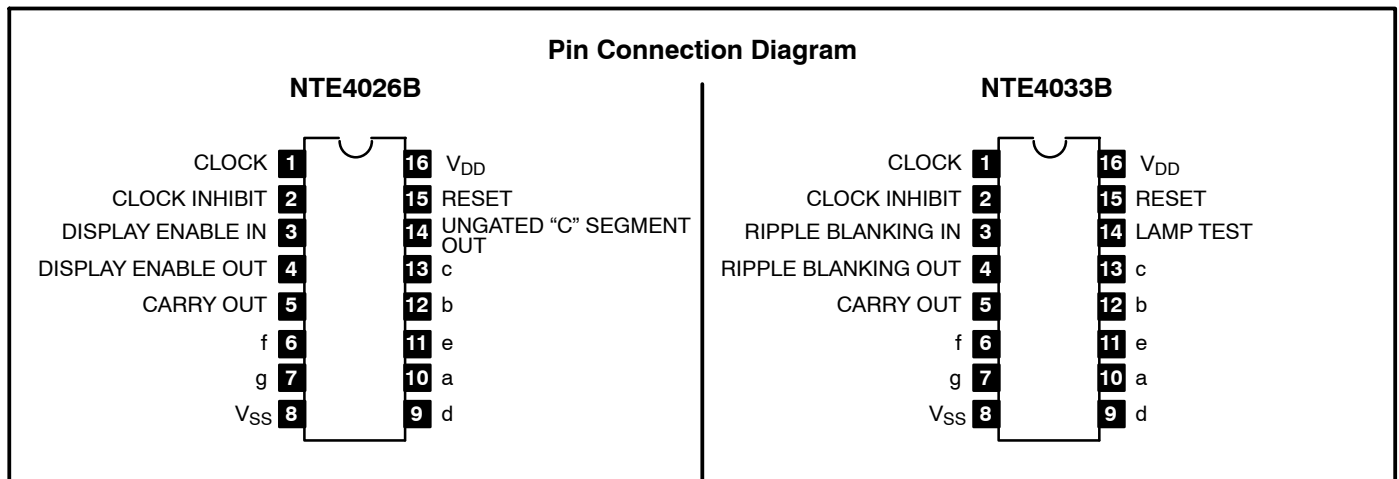 Pin Connection Diagram
NTE4026B
CLOCK 1 16 VDD
CLOCK INHIBIT 2 15 RESET
DISPLAY ENABLE IN 3 14 UNGATED “C” SEGMENT
OUT
DISPLAY ENABLE OUT 4 13 c
CARRY OUT 5 12 b
f 6 11 e
g 7 10 a
VSS 8 9 d
NTE4033B
CLOCK 1 16 VDD
CLOCK INHIBIT 2 15 RESET
RIPPLE BLANKING IN 3 14 LAMP TEST
RIPPLE BLANKING OUT 4 13 c
CARRY OUT 5 12 b
f 6 11 e
g 7 10 a
VSS 8 9 d